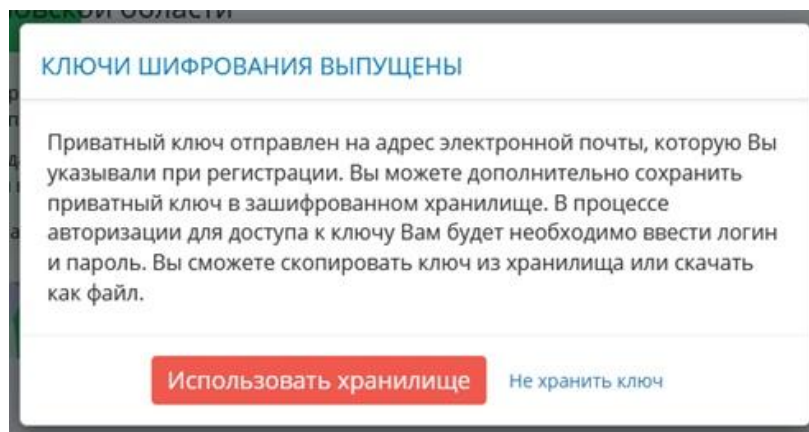 овской области
КЛЮЧИ ШИФРОВАНИЯ ВЫПУЩЕНЫ
Приватный ключ отправлен на адрес электронной почты, которую Вы
указывали при регистрации. Вы можете дополнительно сохранить
приватный ключ в зашифрованном хранилище. В процессе
авторизации для доступа к ключу Вам будет необходимо ввести логин
и пароль. Вы сможете скопировать ключ из хранилища или скачать
как файл.
Использовать хранилище Не хранить ключ